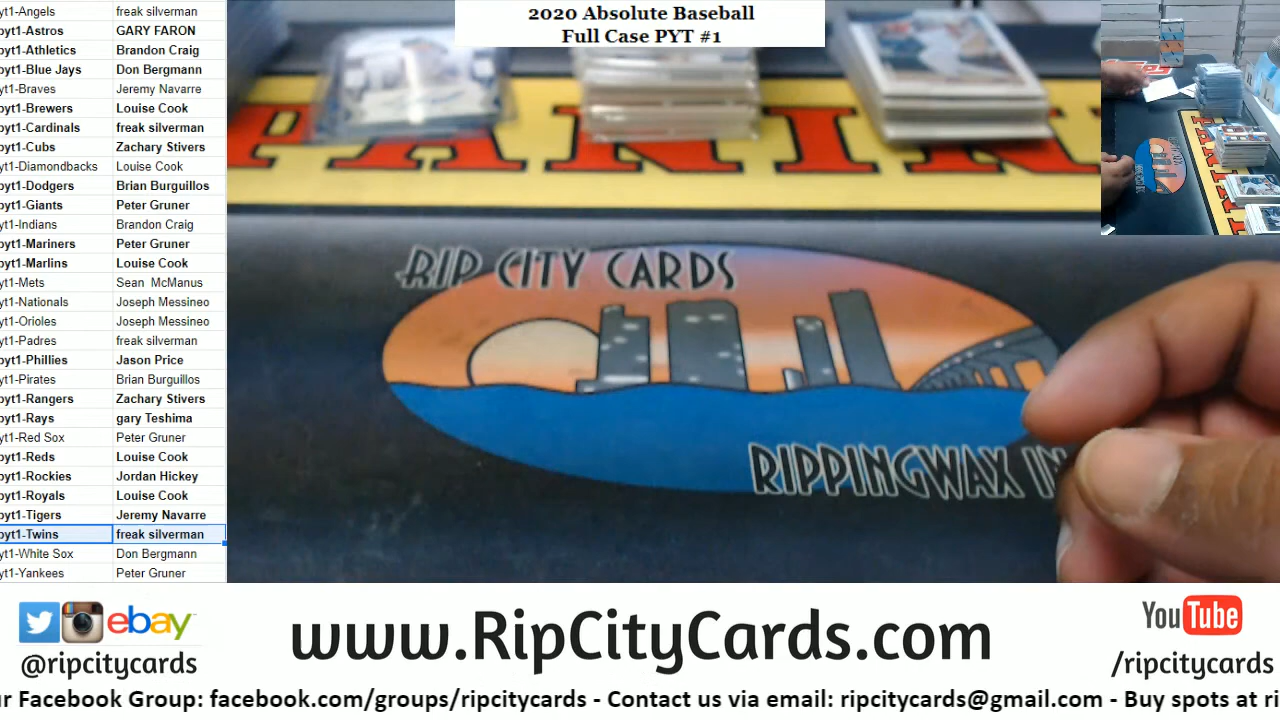 2020 Absolute Baseball
Full Case PYT #1
yt1-Angels freak silverman
pyt1-Astros GARY FARON
pyt1-Athletics Brandon Craig
pyt1-Blue Jays Don Bergmann
yt1-Braves Jeremy Navarre
pyt1-Brewers Louise Cook
pyt1-Cardinals freak silverman
pyt1-Cubs Zachary Stivers
yt1-Diamondbacks Louise Cook
pyt1-Dodgers Brian Burguillos
pyt1-Giants Peter Gruner
yt1-Indians Brandon Craig
pyt1-Mariners Peter Gruner
pyt1-Marlins Louise Cook
yt1-Mets Sean McManus
yt1-Nationals Joseph Messineo
yt1-Orioles Joseph Messineo
yt1-Padres freak silverman
pyt1-Phillies Jason Price
yt1-Pirates Brian Burguillos
pyt1-Rangers Zachary Stivers
pyt1-Rays gary Teshima
yt1-Red Sox Peter Gruner
pyt1-Reds Louise Cook
pyt1-Rockies Jordan Hickey
pyt1-Royals Louise Cook
pyt1-Tigers Jeremy Navarre
pyt1-Twins freak silverman
yt1-White Sox Don Bergmann
yt1-Yankees Peter Gruner
PANINI
RIP CITY CARDS
RIPPINGWAX IN
ebay
@ripcitycards
www.RipCityCards.com
YouTube
/ripcitycards
ur Facebook Group: facebook.com/groups/ripcitycards - Contact us via email: ripcitycards@gmail.com - Buy spots at ri